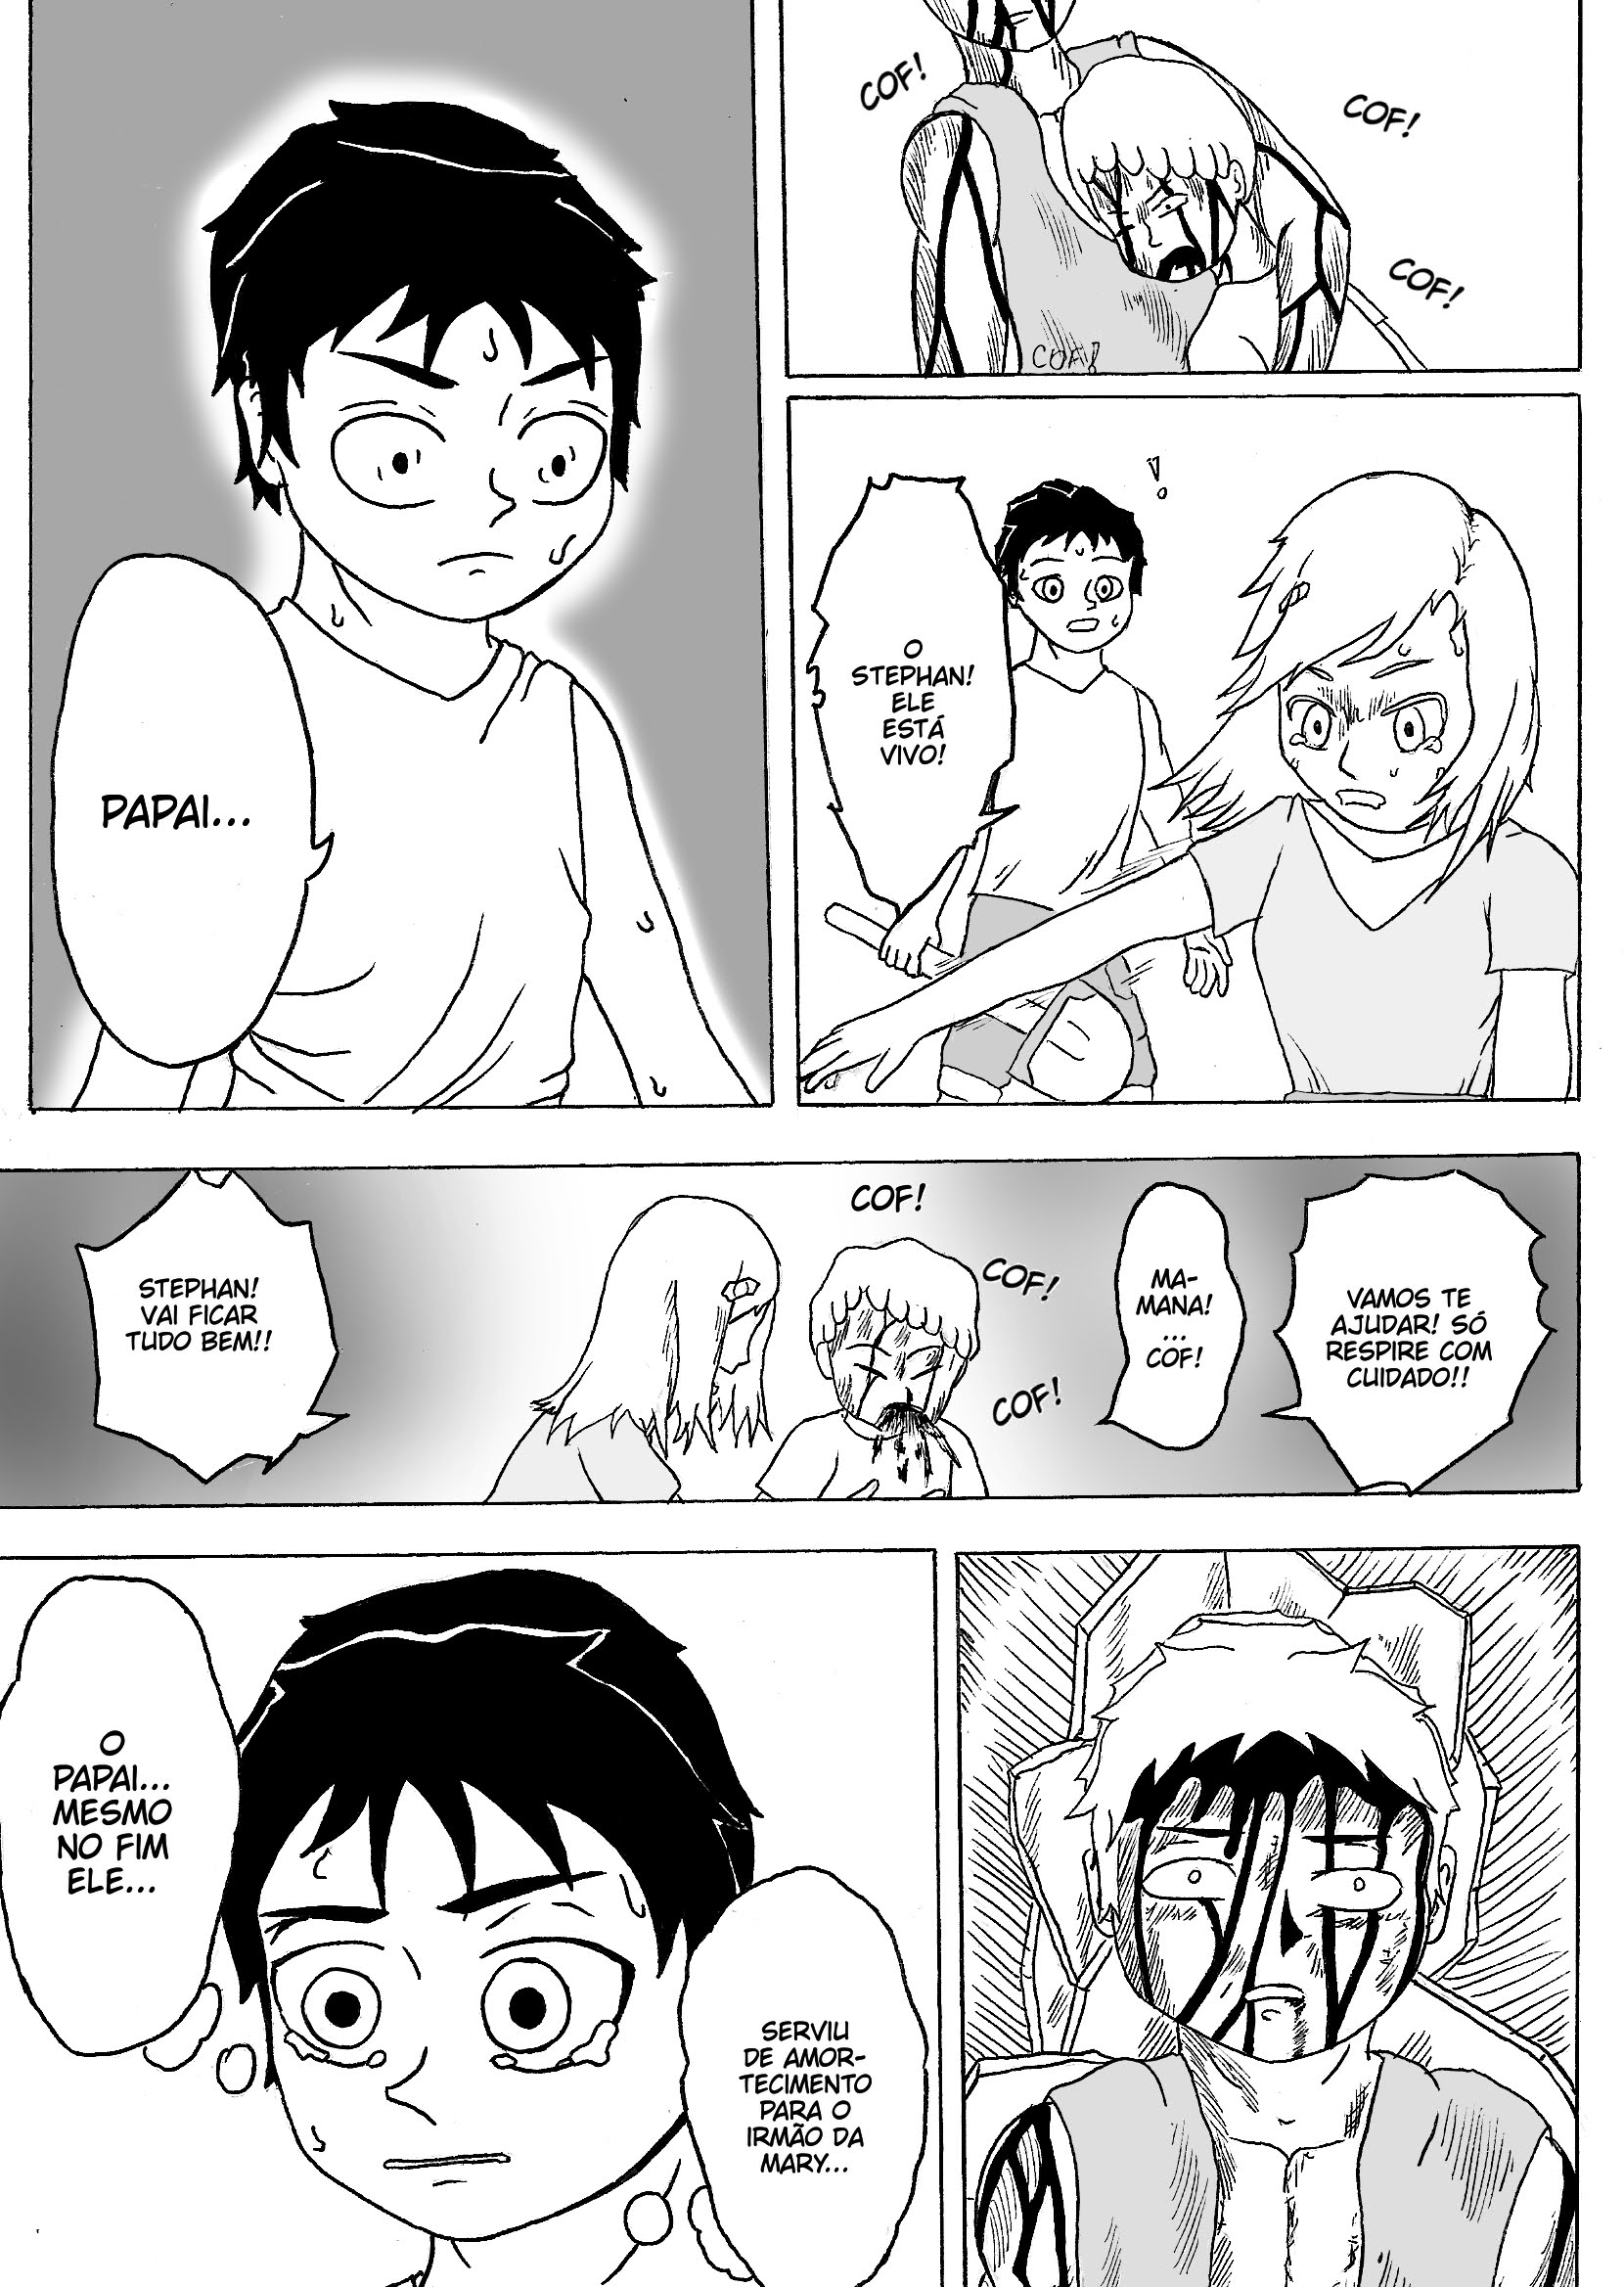 COF!
COF!
COF!
COF!
PAPAI...
!
O
STEPHAN!
ELE
ESTÁ
VIVO!
STEPHAN!
VAI FICAR
TUDO BEM!!
COF!
COF!
COF!
MA-
MANA!
...
COF!
VAMOS TE
AJUDAR! SÓ
RESPIRE COM
CUIDADO!!
O
PAPAI...
MESMO
NO FIM
ELE...
SERVIU
DE AMOR-
TECIMENTO
PARA O
IRMÃO DA
MARY...